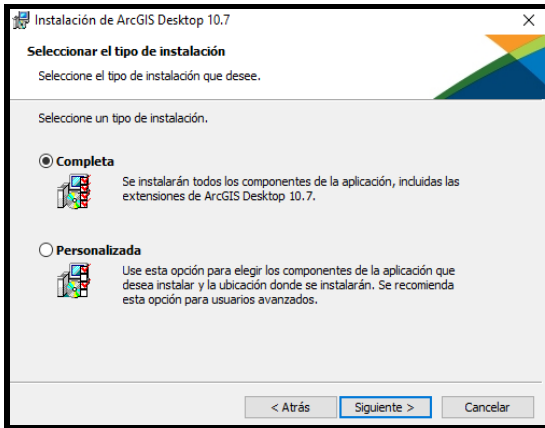 Instalación de ArcGIS Desktop 10.7
Seleccionar el tipo de instalación
Seleccione el tipo de instalación que desee.
Seleccione un tipo de instalación.
Completa
Se instalarán todos los componentes de la aplicación, incluidas las
extensiones de ArcGIS Desktop 10.7.
Personalizada
Use esta opción para elegir los componentes de la aplicación que
desea instalar y la ubicación donde se instalarán. Se recomienda
esta opción para usuarios avanzados.
< Atrás
Siguiente >
Cancelar